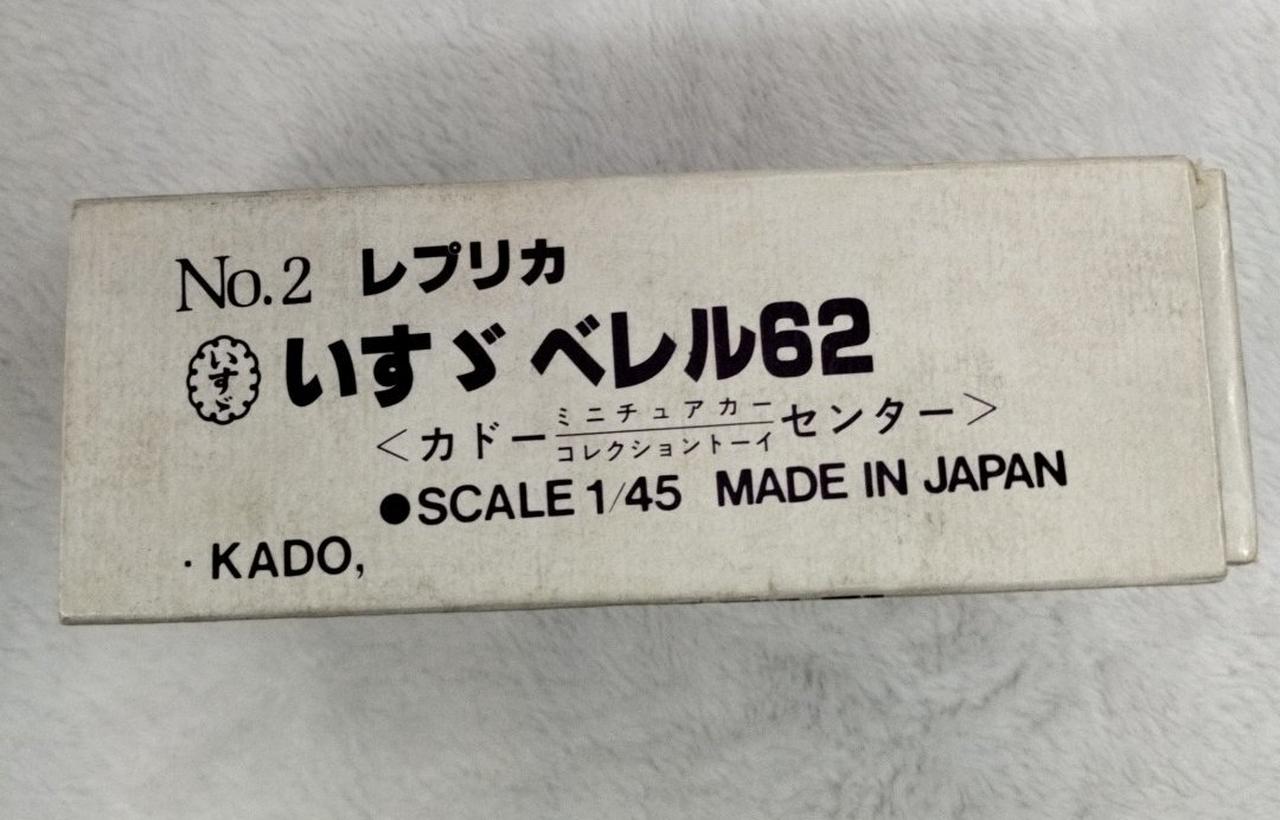 No.2 レプリカ
いすゞ いすゞ ベレル62
<カドー ミニチュアカー コレクショントーイ センター>
●SCALE 1/45 MADE IN JAPAN
· KADO,